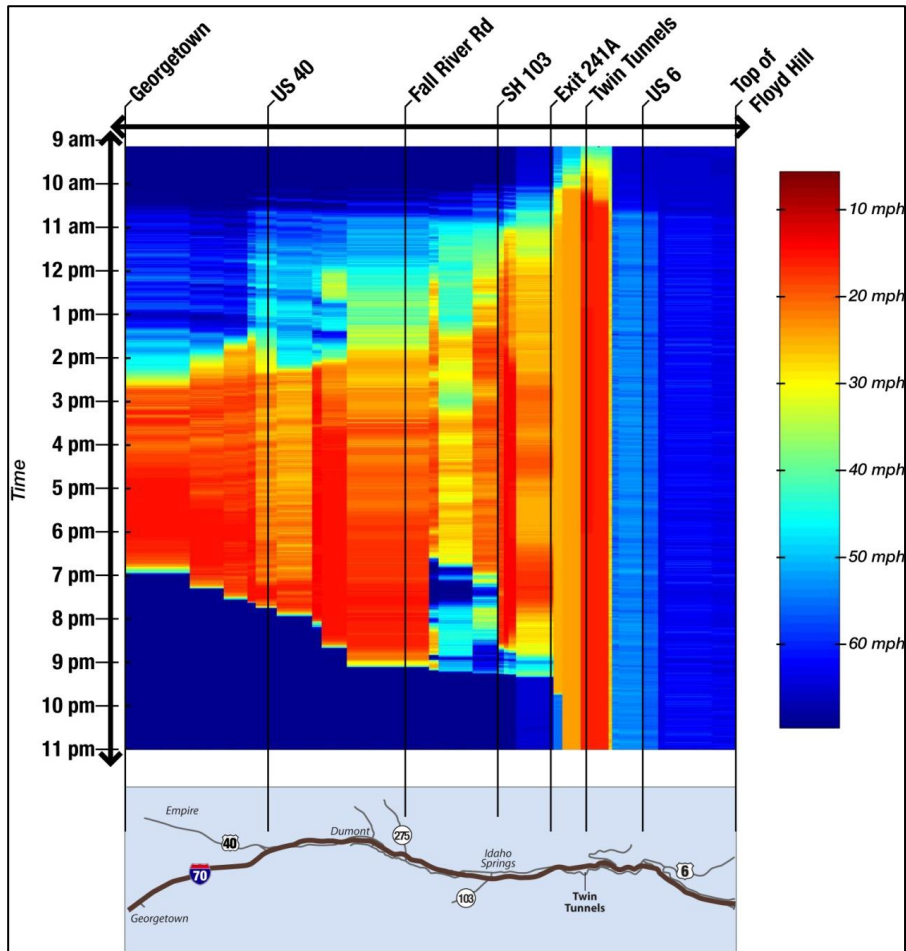 Georgetown
US 40
Fall River Rd
SH 103
Exit 241A
Twin Tunnels
US 6
Top of
Floyd Hill
9 am
10 am
11 am
12 pm
1 pm
2 pm
3 pm
4 pm
5 pm
6 pm
7 pm
8 pm
9 pm
10 pm
11 pm
Time
10 mph
20 mph
30 mph
40 mph
50 mph
60 mph
Empire
40
Dumont
275
70
Idaho
Springs
103
6
Twin
Tunnels
Georgetown